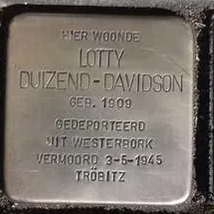 HIER WOONDE
LOTTY
DUIZEND-DAVIDSON
GEB. 1909
GEDEPORTEERD
UIT WESTERBORK
VERMOORD 3-5-1945
TRÖBITZ